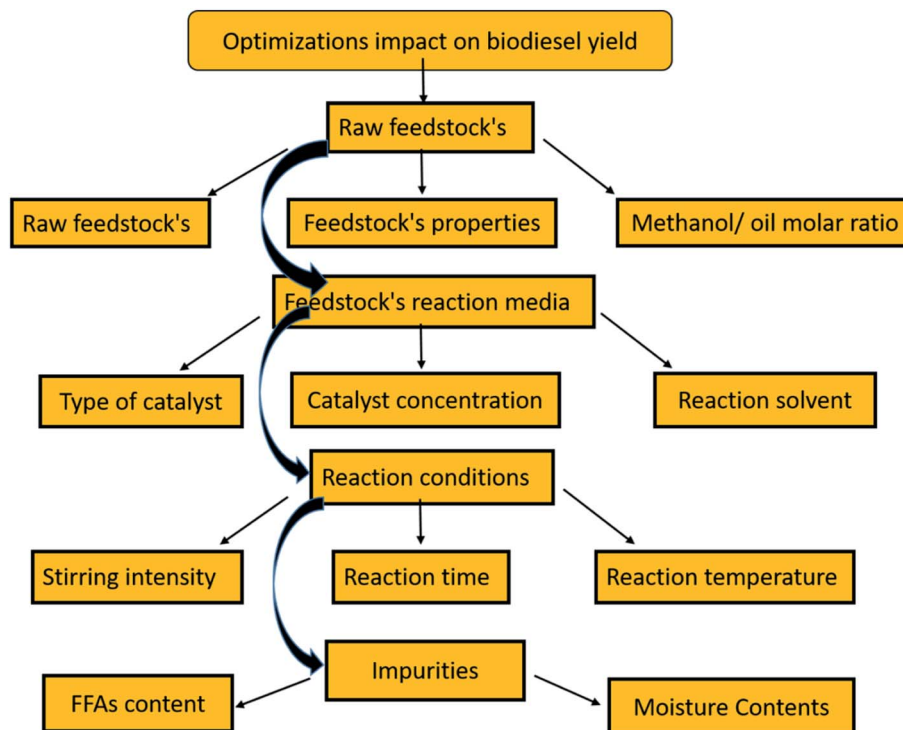 Optimizations impact on biodiesel yield
Raw feedstock's
Raw feedstock's
Feedstock's properties
Methanol/ oil molar ratio
Feedstock's reaction media
Type of catalyst
Catalyst concentration
Reaction solvent
Reaction conditions
Stirring intensity
Reaction time
Reaction temperature
Impurities
FFAs content
Moisture Contents